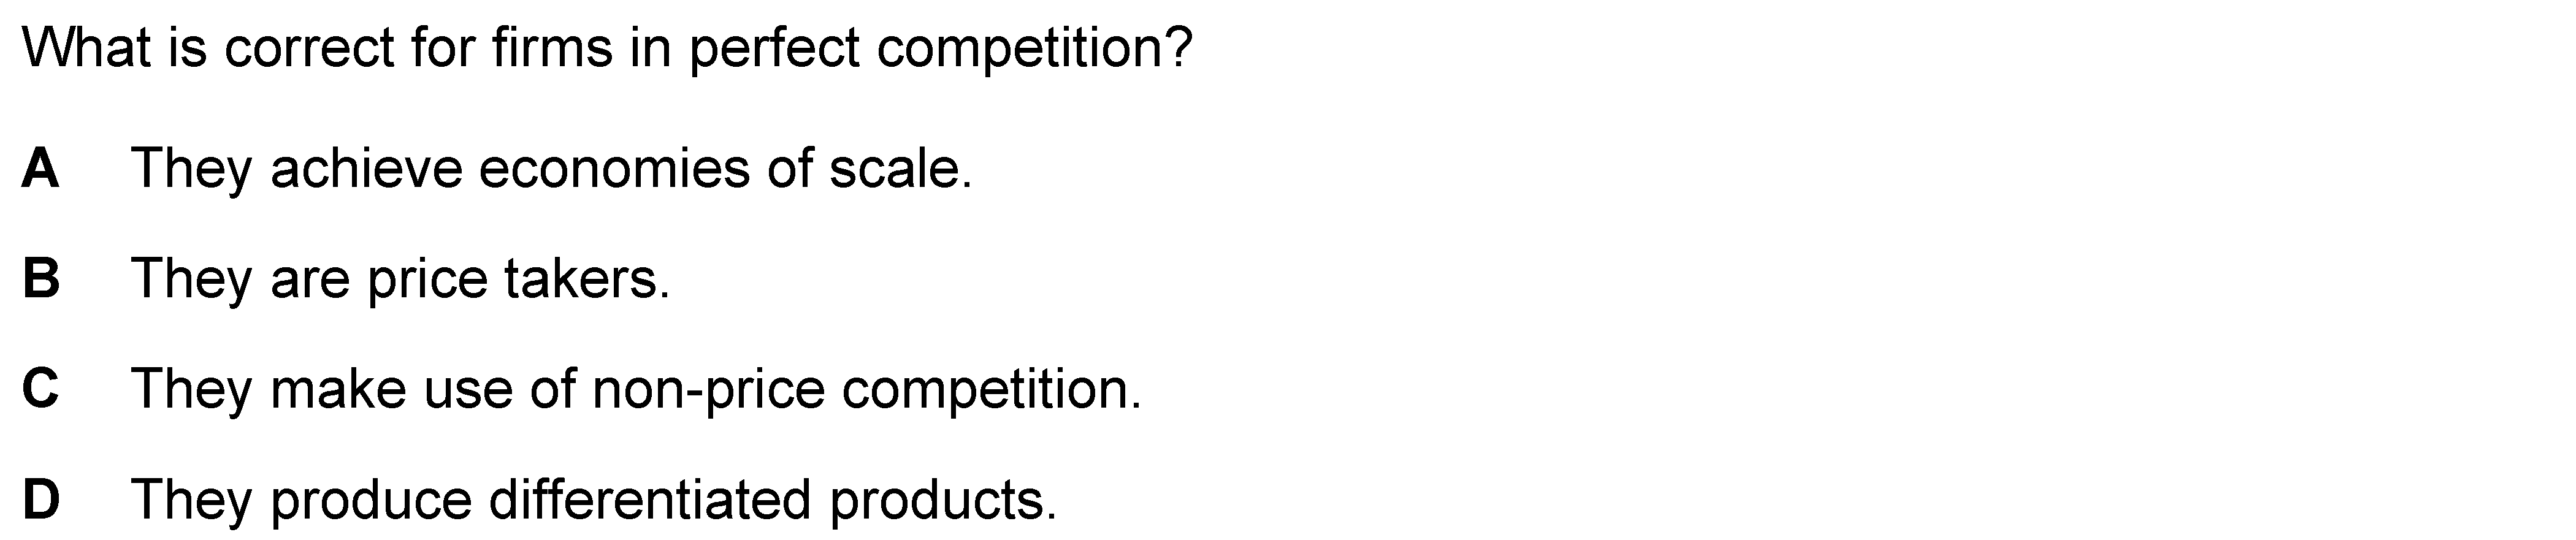 What is correct for firms in perfect competition?
A They achieve economies of scale.
B They are price takers.
C They make use of non-price competition.
D They produce differentiated products.